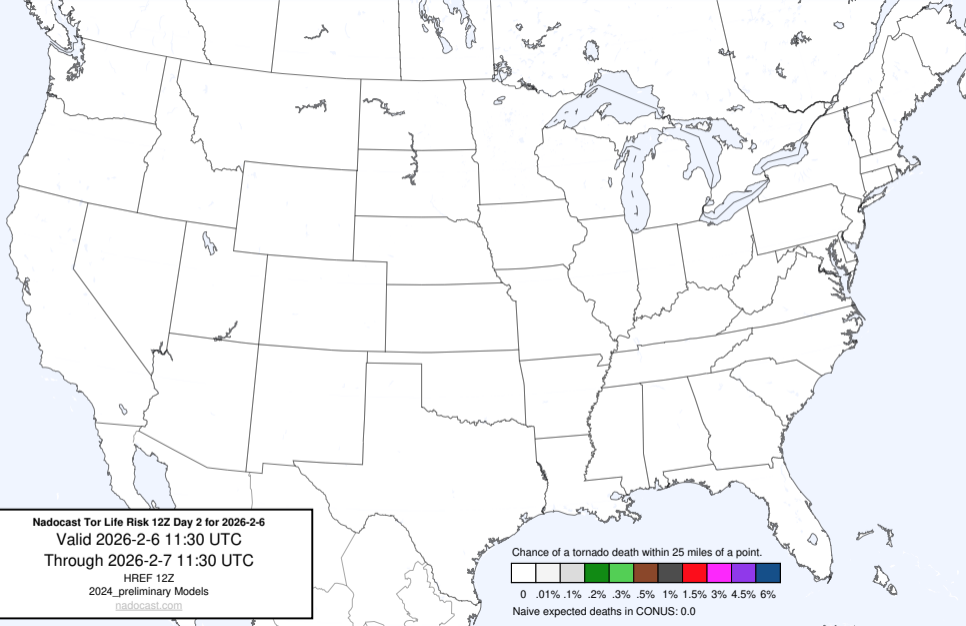 Nadocast Tor Life Risk 12Z Day 2 for 2026-2-6
Valid 2026-2-6 11:30 UTC
Through 2026-2-7 11:30 UTC
HREF 12Z
2024_preliminary Models
nadocast.com
Chance of a tornado death within 25 miles of a point.
0 .01% .1% .2% .3% .5% 1% 1.5% 3% 4.5% 6%
Naive expected deaths in CONUS: 0.0